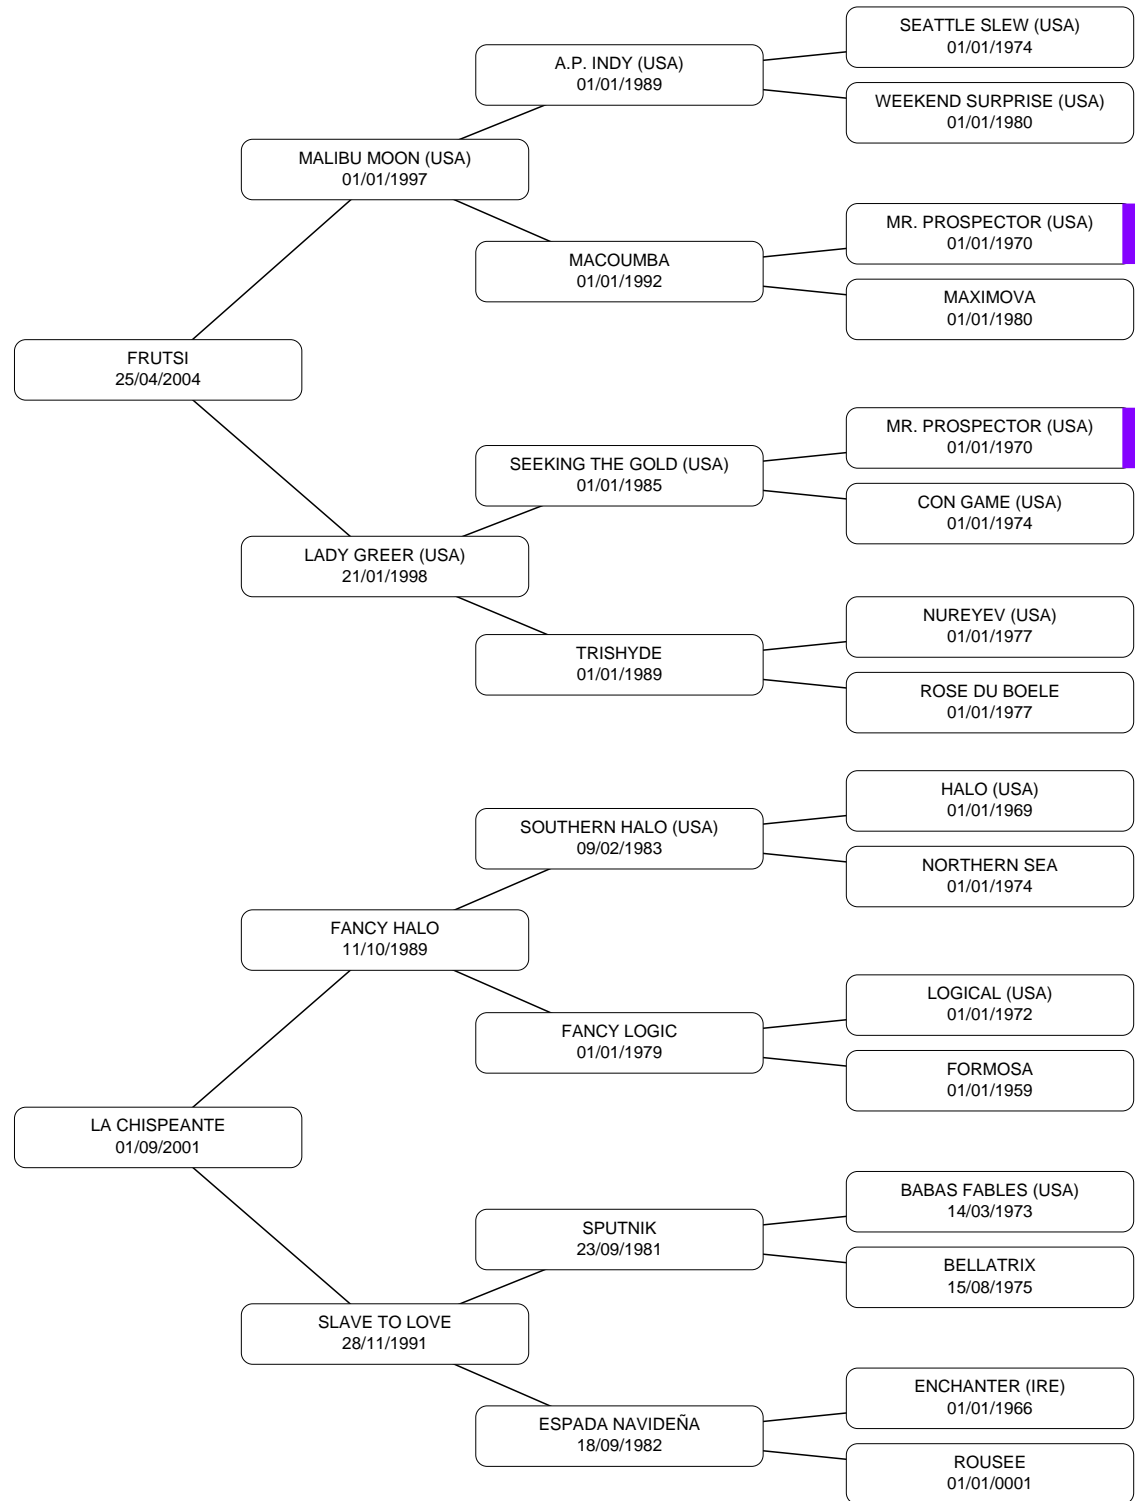 SEATTLE SLEW (USA)
01/01/1974
A.P. INDY (USA)
01/01/1989
WEEKEND SURPRISE (USA)
01/01/1980
MALIBU MOON (USA)
01/01/1997
MR. PROSPECTOR (USA)
01/01/1970
MACOUMBA
01/01/1992
MAXIMOVA
01/01/1980
FRUTSI
25/04/2004
MR. PROSPECTOR (USA)
01/01/1970
SEEKING THE GOLD (USA)
01/01/1985
CON GAME (USA)
01/01/1974
LADY GREER (USA)
21/01/1998
NUREYEV (USA)
01/01/1977
TRISHYDE
01/01/1989
ROSE DU BOELE
01/01/1977
HALO (USA)
01/01/1969
SOUTHERN HALO (USA)
09/02/1983
NORTHERN SEA
01/01/1974
FANCY HALO
11/10/1989
LOGICAL (USA)
01/01/1972
FANCY LOGIC
01/01/1979
FORMOSA
01/01/1959
LA CHISPEANTE
01/09/2001
BABAS FABLES (USA)
14/03/1973
SPUTNIK
23/09/1981
BELLATRIX
15/08/1975
SLAVE TO LOVE
28/11/1991
ENCHANTER (IRE)
01/01/1966
ESPADA NAVIDEÑA
18/09/1982
ROUSEE
01/01/0001